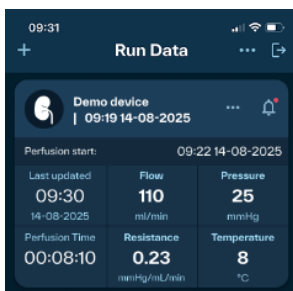 09:31
Run Data
Demo device
| 09:19 14-08-2025
Perfusion start: 09:22 14-08-2025
Last updated Flow Pressure
09:30 110 25
14-08-2025 ml/min mmHg
Perfusion Time Resistance Temperature
00:08:10 0.23 8
mmHg/mL/min °C